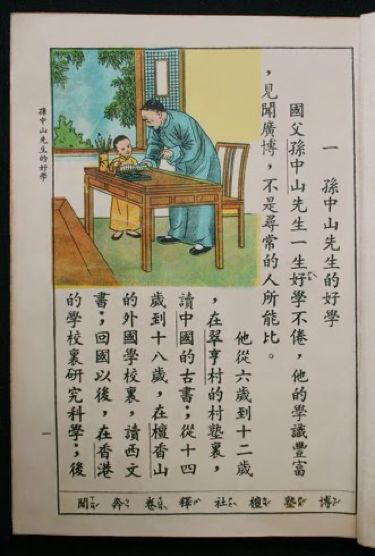 一　孫中山先生的好學
國父孫中山先生一生好學不倦，他的學識豐富
，見聞廣博，不是尋常的人所能比。
他從六歲到十二歲
，在翠亨村的村塾裏，
讀中國的古書；從十四
歲到十八歲，在檀香山
的外國學校裏，讀西文
書；回國以後，在香港
的學校裏研究科學；後
孫中山先生的好學
一
博 塾 檀 社 釋 卷 奔 聞